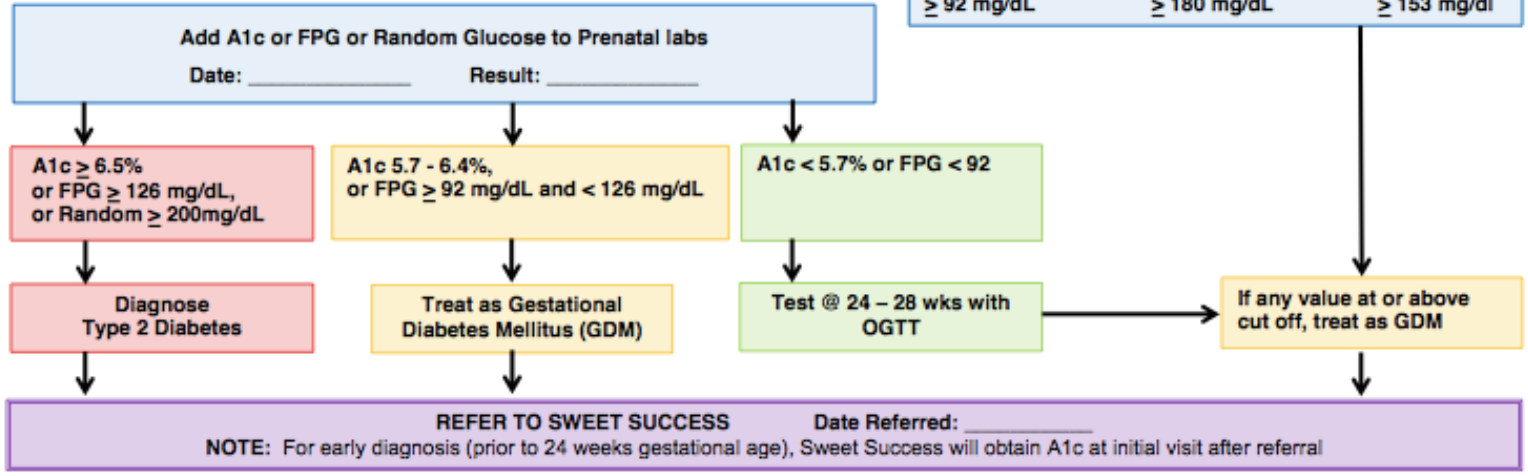 ≥ 92 mg/dL ≥ 180 mg/dL ≥ 153 mg/dl
Add A1c or FPG or Random Glucose to Prenatal labs
Date: ______________ Result: _____________
A1c ≥ 6.5%
or FPG ≥ 126 mg/dL,
or Random ≥ 200mg/dL
A1c 5.7 - 6.4%,
or FPG ≥ 92 mg/dL and < 126 mg/dL
A1c < 5.7% or FPG < 92
Diagnose
Type 2 Diabetes
Treat as Gestational
Diabetes Mellitus (GDM)
Test @ 24 – 28 wks with
OGTT
If any value at or above
cut off, treat as GDM
REFER TO SWEET SUCCESS Date Referred: ___________
NOTE: For early diagnosis (prior to 24 weeks gestational age), Sweet Success will obtain A1c at initial visit after referral